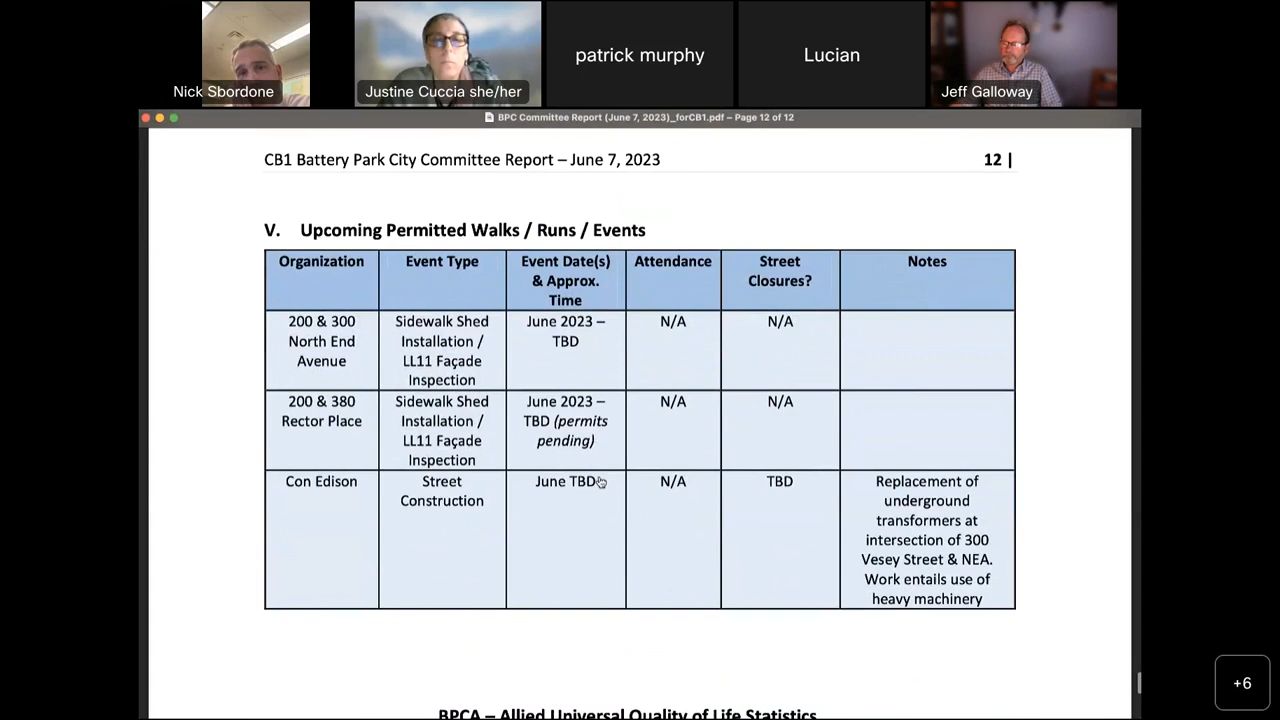 Nick Sbordone
Justine Cuccia she/her
patrick murphy
Lucian
Jeff Galloway
BPC Committee Report (June 7, 2023)_forCB1.pdf – Page 12 of 12
CB1 Battery Park City Committee Report – June 7, 2023
12 |
V. Upcoming Permitted Walks / Runs / Events
Organization
Event Type
Event Date(s)
& Approx.
Time
Attendance
Street
Closures?
Notes
200 & 300
North End
Avenue
Sidewalk Shed
Installation /
LL11 Façade
Inspection
June 2023 –
TBD
N/A
N/A
200 & 380
Rector Place
Sidewalk Shed
Installation /
LL11 Façade
Inspection
June 2023 –
TBD (permits
pending)
N/A
N/A
Con Edison
Street
Construction
June TBD
N/A
TBD
Replacement of
underground
transformers at
intersection of 300
Vesey Street & NEA.
Work entails use of
heavy machinery
BPCA – Allied Universal Quality of Life Statistics
+6